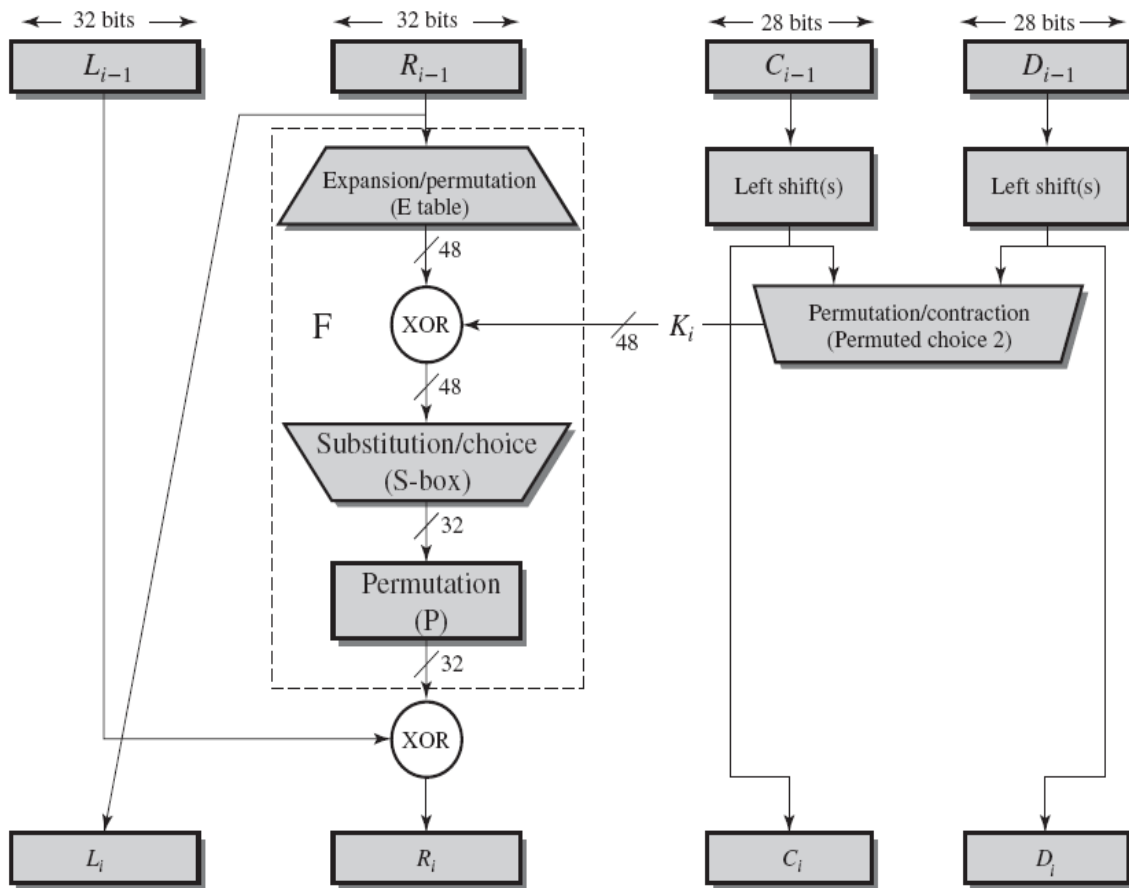 32 bits
32 bits
28 bits
28 bits
L_{i-1}
R_{i-1}
C_{i-1}
D_{i-1}
Expansion/permutation
(E table)
Left shift(s)
Left shift(s)
48
F
XOR
48
K_i
Permutation/contraction
(Permuted choice 2)
48
Substitution/choice
(S-box)
32
Permutation
(P)
32
XOR
L_i
R_i
C_i
D_i